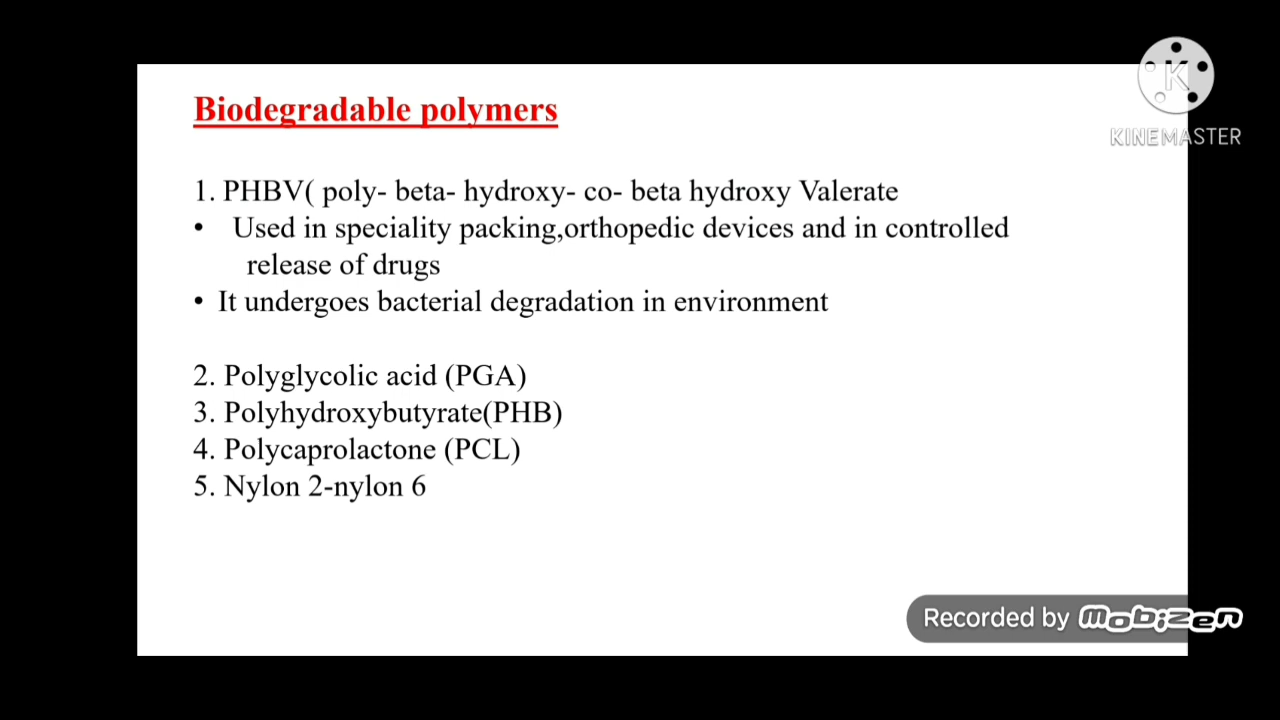 Biodegradable polymers
K
KINEMASTER
1. PHBV( poly- beta- hydroxy- co- beta hydroxy Valerate
• Used in speciality packing,orthopedic devices and in controlled
release of drugs
• It undergoes bacterial degradation in environment
2. Polyglycolic acid (PGA)
3. Polyhydroxybutyrate(PHB)
4. Polycaprolactone (PCL)
5. Nylon 2-nylon 6
Recorded by mobizen